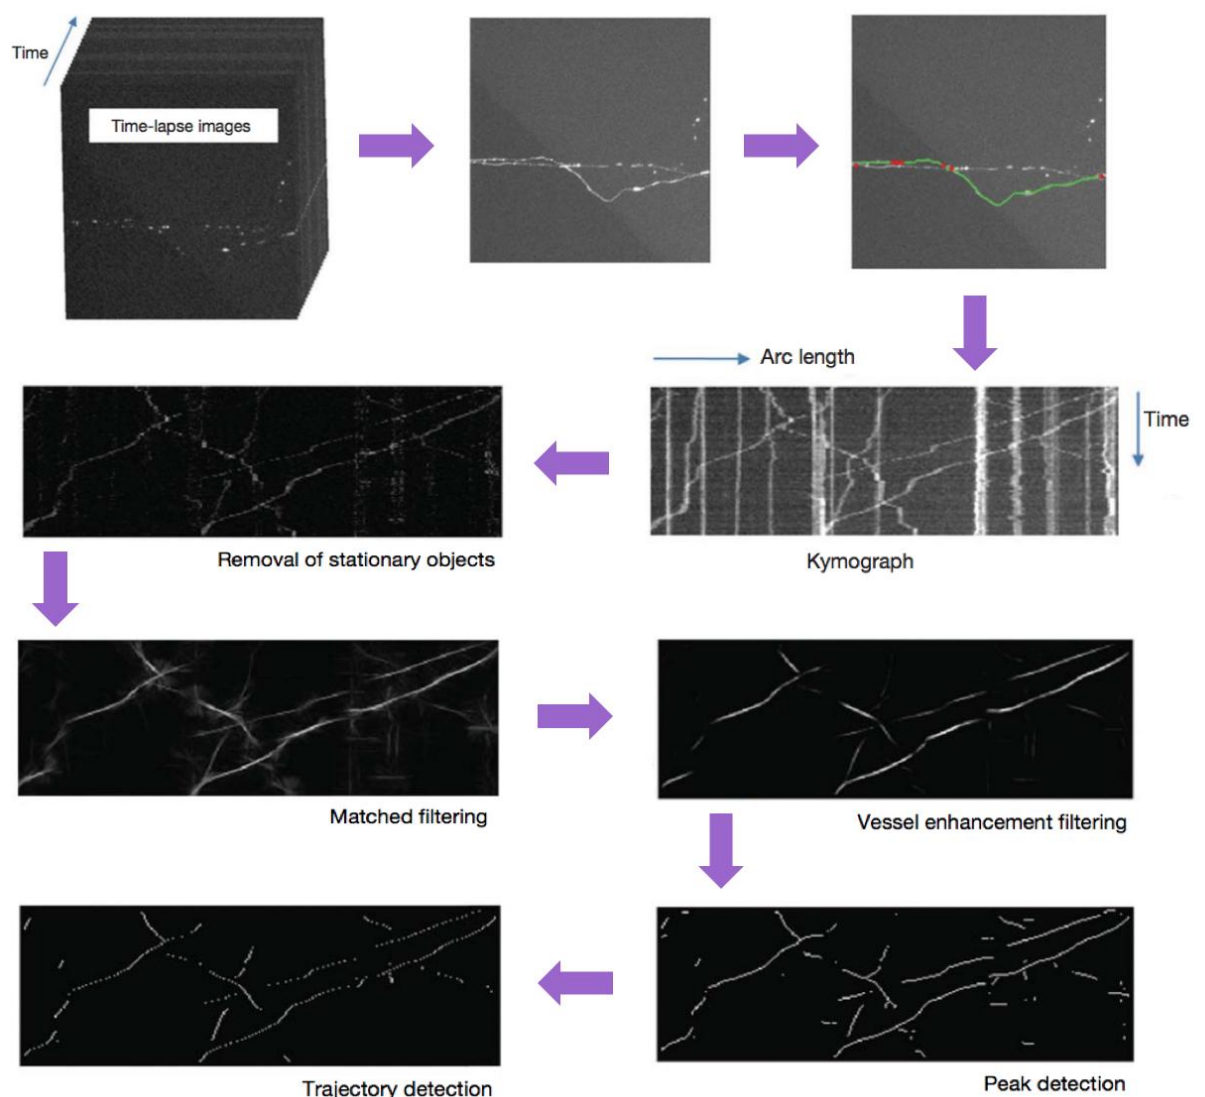 Time
Time-lapse images
Arc length
Time
Removal of stationary objects
Kymograph
Matched filtering
Vessel enhancement filtering
Trajectory detection
Peak detection